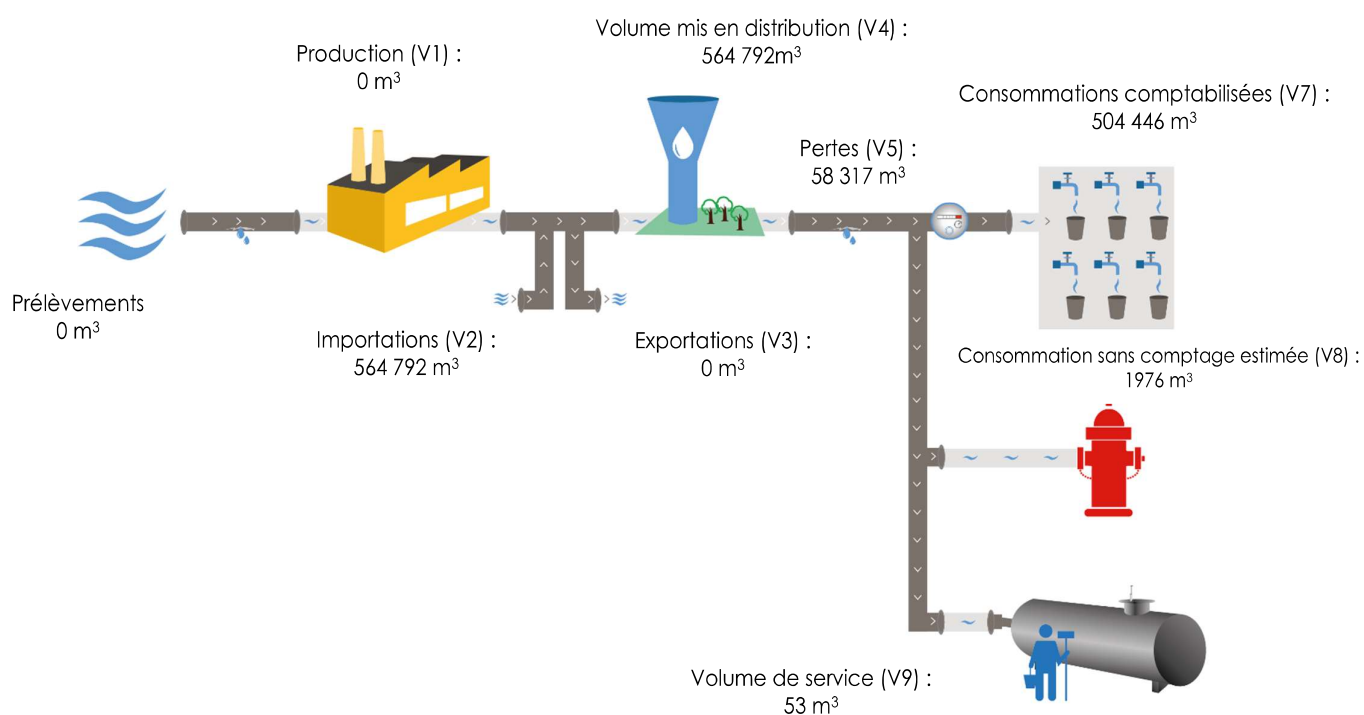 Volume mis en distribution (V4) :
564 792m³
Production (V1) :
0 m³
Consommations comptabilisées (V7) :
504 446 m³
Pertes (V5) :
58 317 m³
Prélèvements
0 m³
Importations (V2) :
564 792 m³
Exportations (V3) :
0 m³
Consommation sans comptage estimée (V8) :
1976 m³
Volume de service (V9) :
53 m³